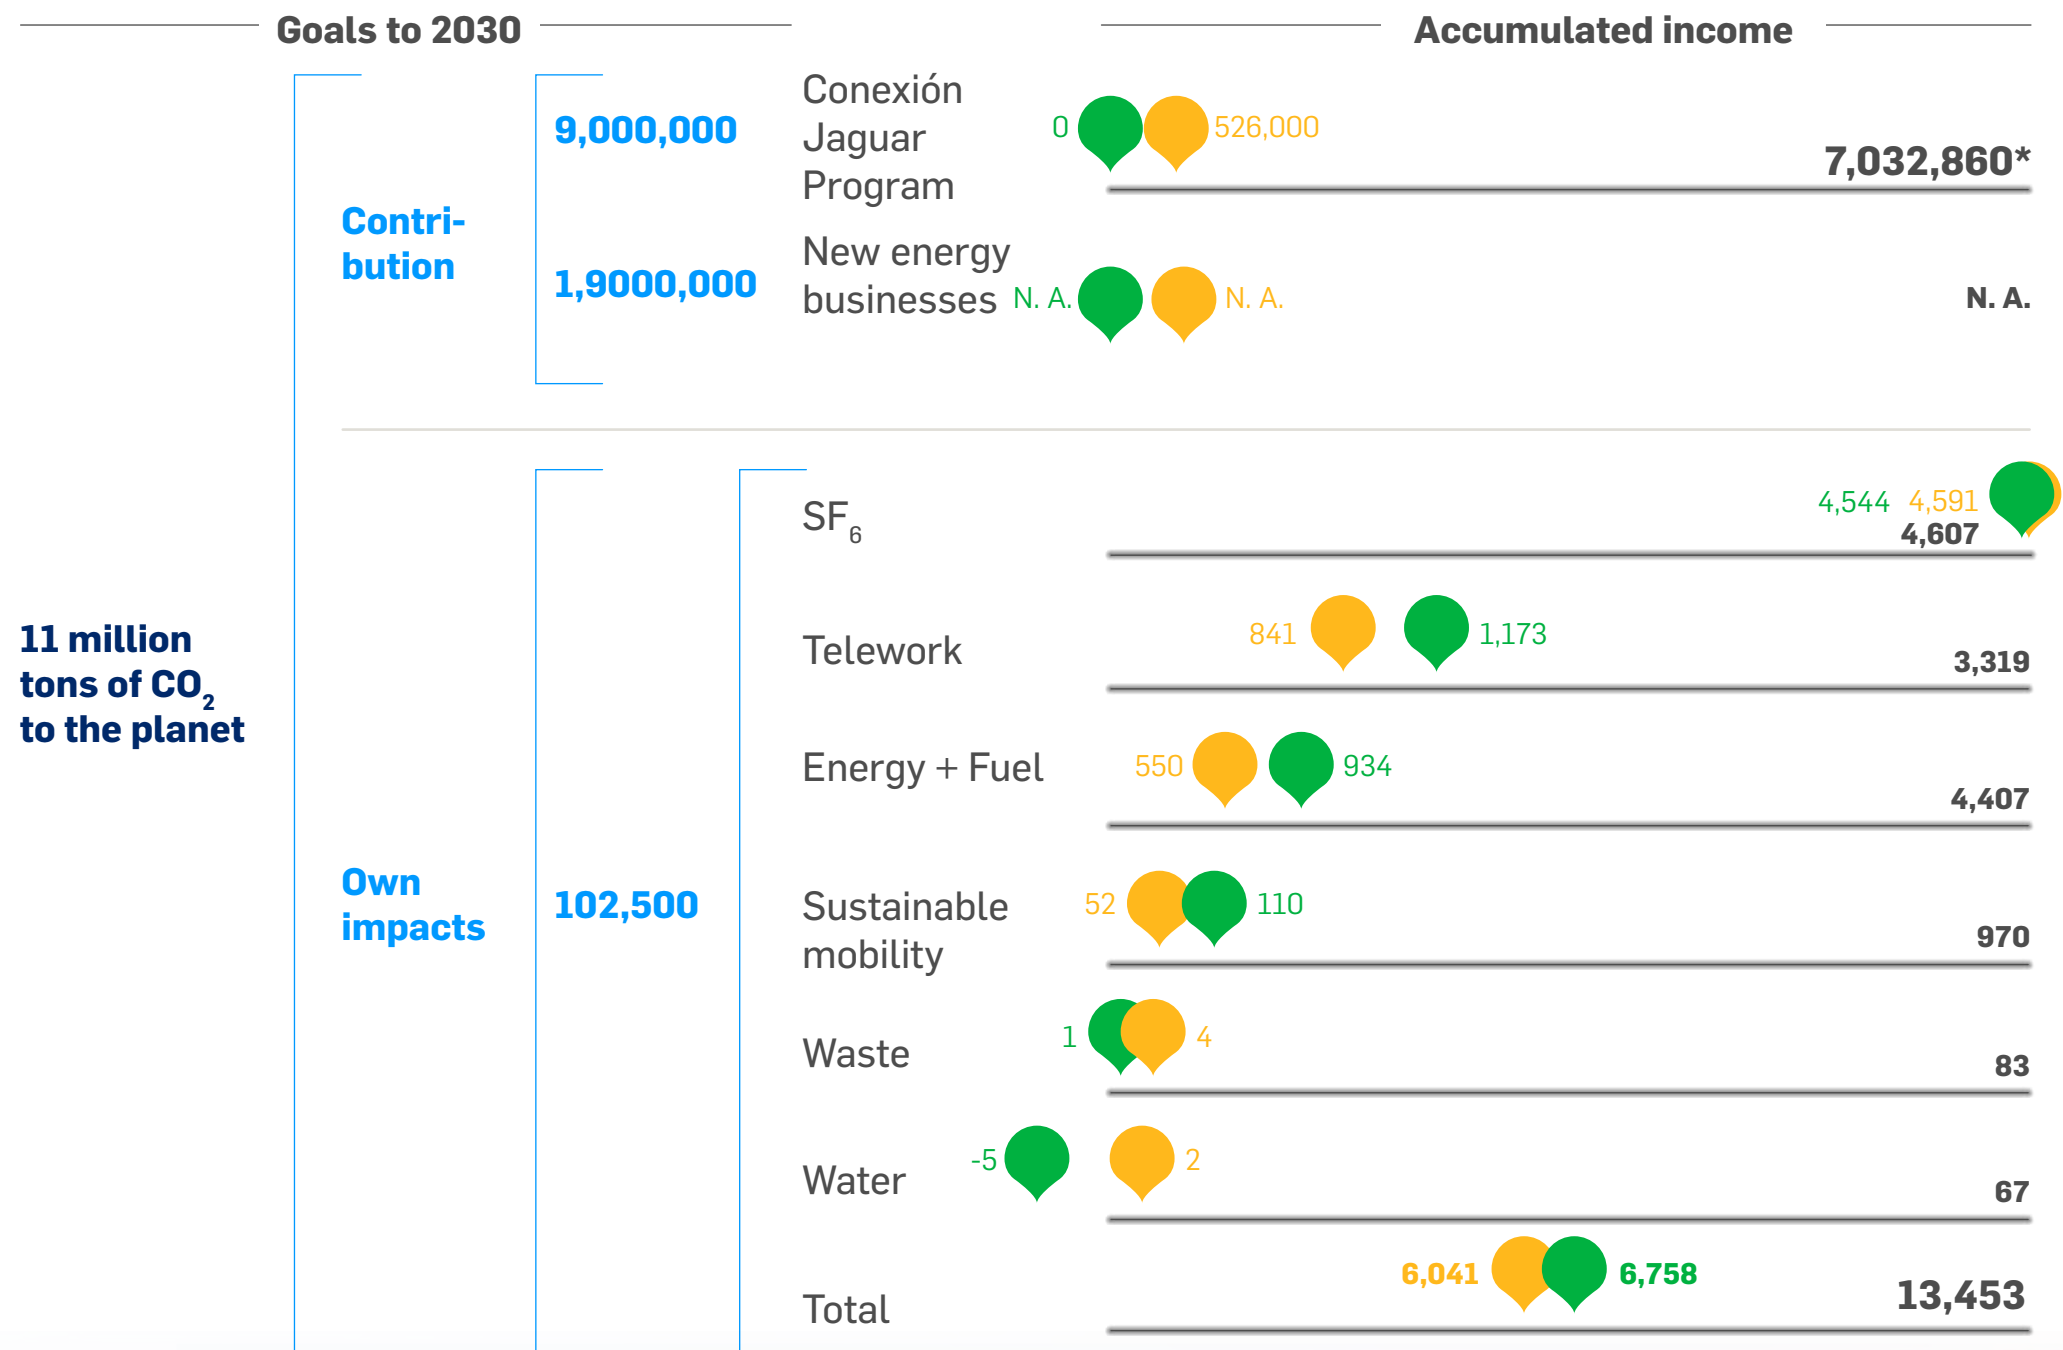 Goals to 2030
Accumulated income
11 million
tons of CO2
to the planet
Contri-
bution
9,000,000
Conexión
Jaguar
Program
0
526,000
7,032,860*
1,9000,000
New energy
businesses
N. A.
N. A.
N. A.
Own
impacts
102,500
SF6
4,544
4,591
4,607
Telework
841
1,173
3,319
Energy + Fuel
550
934
4,407
Sustainable
mobility
52
110
970
Waste
1
4
83
Water
-5
2
67
Total
6,041
6,758
13,453